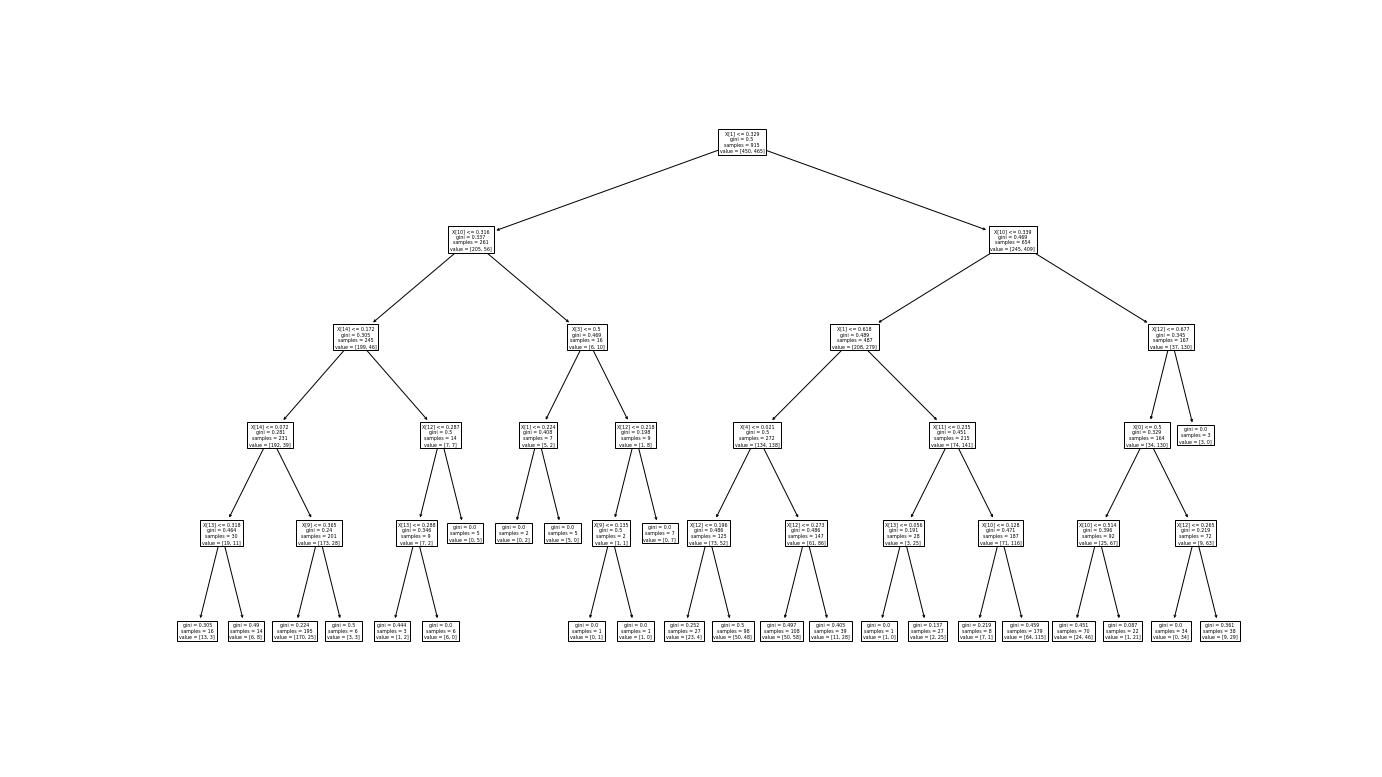 X[1] <= 0.329
gini = 0.5
samples = 915
value = [450, 465]
X[10] <= 0.316
gini = 0.337
samples = 261
value = [205, 56]
X[10] <= 0.339
gini = 0.469
samples = 654
value = [245, 409]
X[14] <= 0.172
gini = 0.305
samples = 245
value = [199, 46]
X[3] <= 0.5
gini = 0.469
samples = 16
value = [6, 10]
X[1] <= 0.618
gini = 0.489
samples = 487
value = [208, 279]
X[12] <= 0.677
gini = 0.345
samples = 167
value = [37, 130]
X[14] <= 0.072
gini = 0.281
samples = 231
value = [192, 39]
X[12] <= 0.287
gini = 0.5
samples = 14
value = [7, 7]
X[1] <= 0.224
gini = 0.408
samples = 7
value = [5, 2]
X[12] <= 0.218
gini = 0.198
samples = 9
value = [1, 8]
X[4] <= 0.021
gini = 0.5
samples = 272
value = [134, 138]
X[11] <= 0.235
gini = 0.451
samples = 215
value = [74, 141]
X[0] <= 0.5
gini = 0.329
samples = 164
value = [34, 130]
gini = 0.0
samples = 3
value = [3, 0]
X[13] <= 0.318
gini = 0.464
samples = 30
value = [19, 11]
X[9] <= 0.365
gini = 0.24
samples = 201
value = [173, 28]
X[13] <= 0.288
gini = 0.346
samples = 9
value = [7, 2]
gini = 0.0
samples = 5
value = [0, 5]
gini = 0.0
samples = 2
value = [0, 2]
gini = 0.0
samples = 5
value = [5, 0]
X[9] <= 0.135
gini = 0.5
samples = 2
value = [1, 1]
gini = 0.0
samples = 7
value = [0, 7]
X[12] <= 0.196
gini = 0.486
samples = 125
value = [73, 52]
X[12] <= 0.273
gini = 0.486
samples = 147
value = [61, 86]
X[13] <= 0.056
gini = 0.191
samples = 28
value = [3, 25]
X[10] <= 0.128
gini = 0.471
samples = 187
value = [71, 116]
X[10] <= 0.514
gini = 0.396
samples = 92
value = [25, 67]
X[12] <= 0.265
gini = 0.219
samples = 72
value = [9, 63]
gini = 0.305
samples = 16
value = [13, 3]
gini = 0.49
samples = 14
value = [6, 8]
gini = 0.224
samples = 195
value = [170, 25]
gini = 0.5
samples = 6
value = [3, 3]
gini = 0.444
samples = 3
value = [1, 2]
gini = 0.0
samples = 6
value = [6, 0]
gini = 0.0
samples = 1
value = [0, 1]
gini = 0.0
samples = 1
value = [1, 0]
gini = 0.252
samples = 27
value = [23, 4]
gini = 0.5
samples = 98
value = [50, 48]
gini = 0.497
samples = 108
value = [50, 58]
gini = 0.405
samples = 39
value = [11, 28]
gini = 0.0
samples = 1
value = [1, 0]
gini = 0.137
samples = 27
value = [2, 25]
gini = 0.219
samples = 8
value = [7, 1]
gini = 0.459
samples = 179
value = [64, 115]
gini = 0.451
samples = 70
value = [24, 46]
gini = 0.087
samples = 22
value = [1, 21]
gini = 0.0
samples = 34
value = [0, 34]
gini = 0.361
samples = 38
value = [9, 29]